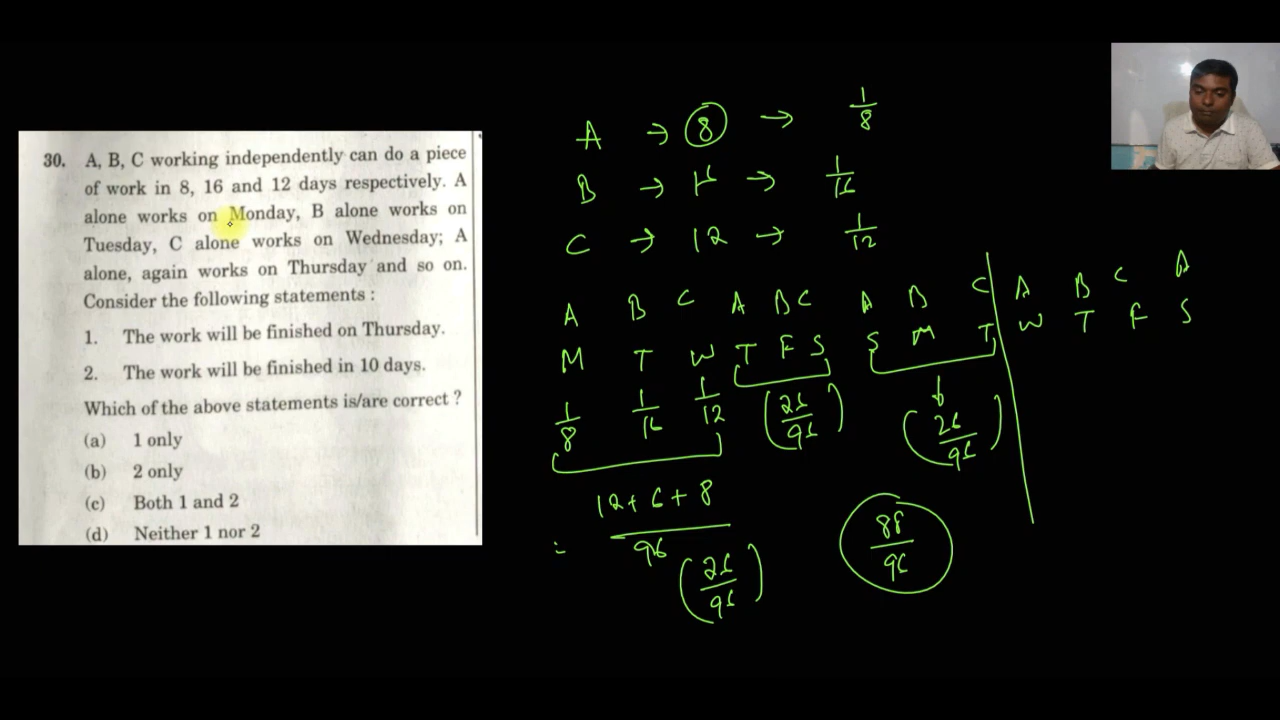 30. A, B, C working independently can do a piece
of work in 8, 16 and 12 days respectively. A
alone works on Monday, B alone works on
Tuesday, C alone works on Wednesday; A
alone, again works on Thursday and so on.
Consider the following statements :
1. The work will be finished on Thursday.
2. The work will be finished in 10 days.
Which of the above statements is/are correct ?
(a) 1 only
(b) 2 only
(c) Both 1 and 2
(d) Neither 1 nor 2
A → 8 → 1/8
B → 16 → 1/16
C → 12 → 1/12
A B C A B C A B C A B C A
M T W T F S S M T W T F S
1/8 1/16 1/12 (26/96) (26/96)
= 12+6+8/96 (26/96)
88/96